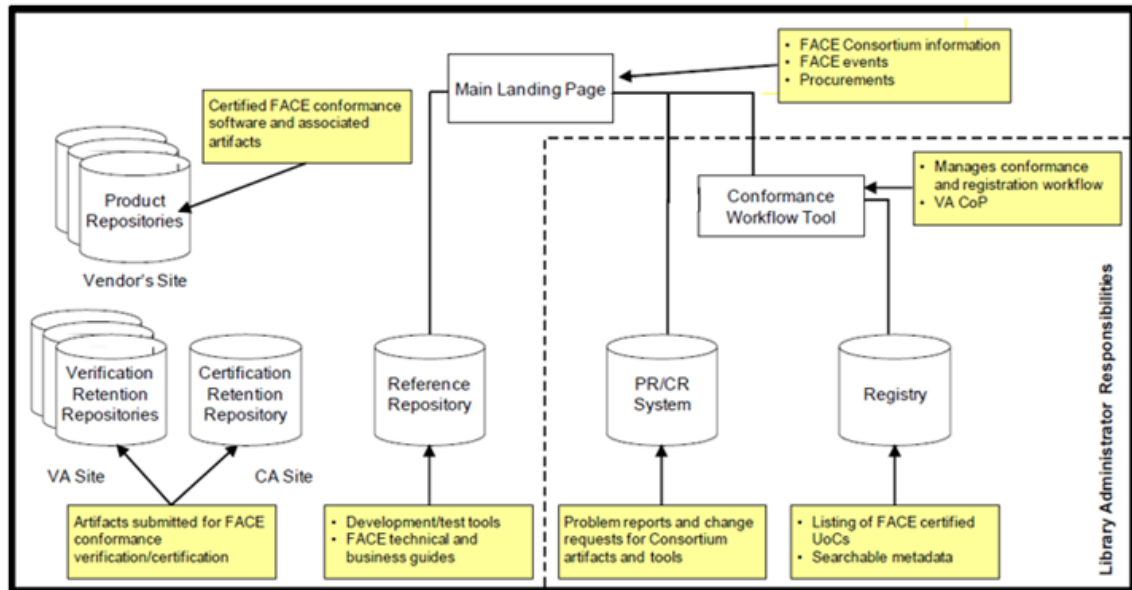 • FACE Consortium information
• FACE events
• Procurements
Main Landing Page
Certified FACE conformance
software and associated
artifacts
Product
Repositories
Vendor's Site
• Manages conformance
and registration workflow
• VA CoP
Conformance
Workflow Tool
Library Administrator Responsibilities
Verification
Retention
Repositories
VA Site
Certification
Retention
Repository
CA Site
Reference
Repository
PR/CR
System
Registry
Artifacts submitted for FACE
conformance
verification/certification
• Development/test tools
• FACE technical and
business guides
Problem reports and change
requests for Consortium
artifacts and tools
• Listing of FACE certified
UoCs
• Searchable metadata